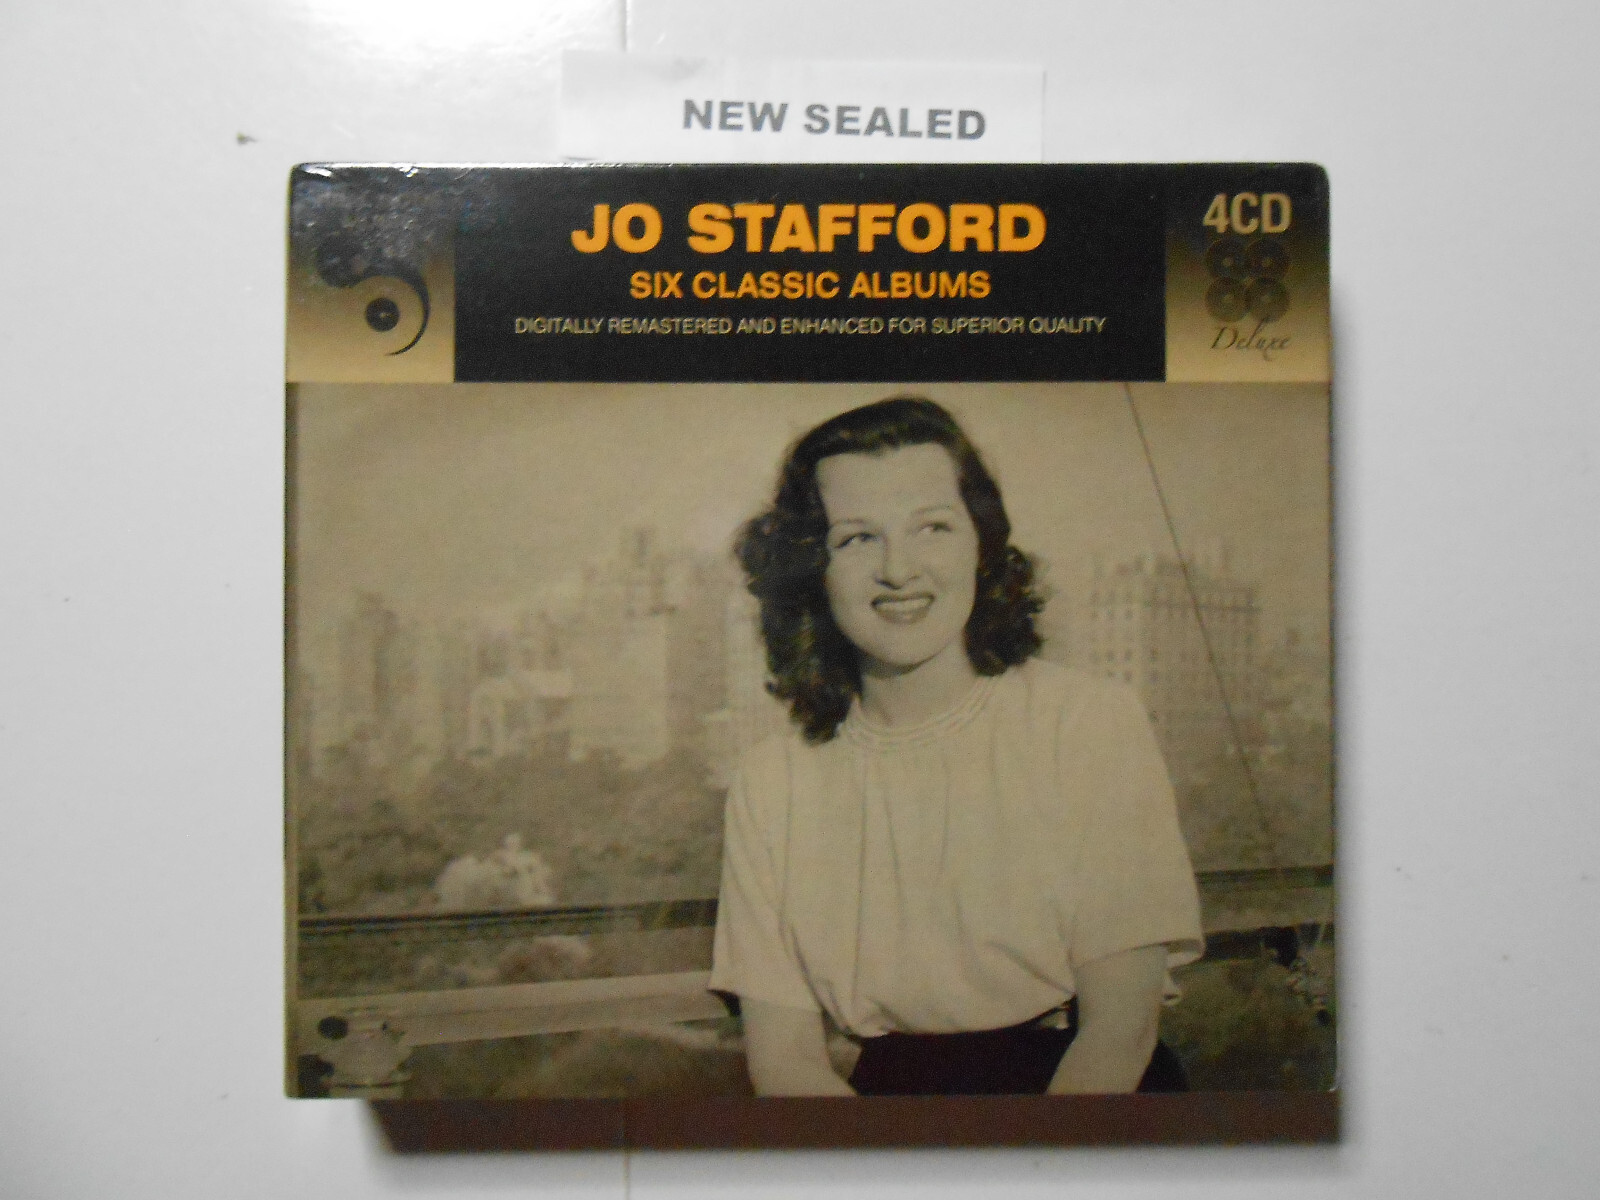 NEW SEALED
JO STAFFORD
4CD
SIX CLASSIC ALBUMS
DIGITALLY REMASTERED AND ENHANCED FOR SUPERIOR QUALITY
Deluxe